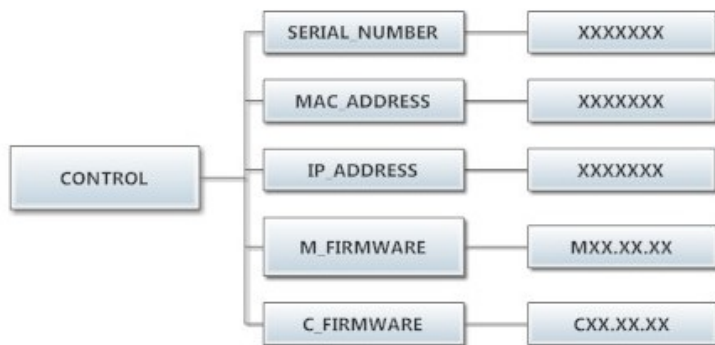 SERIAL_NUMBER XXXXXXX
MAC_ADDRESS XXXXXXX
IP_ADDRESS XXXXXXX
CONTROL
M_FIRMWARE MXX.XX.XX
C_FIRMWARE CXX.XX.XX